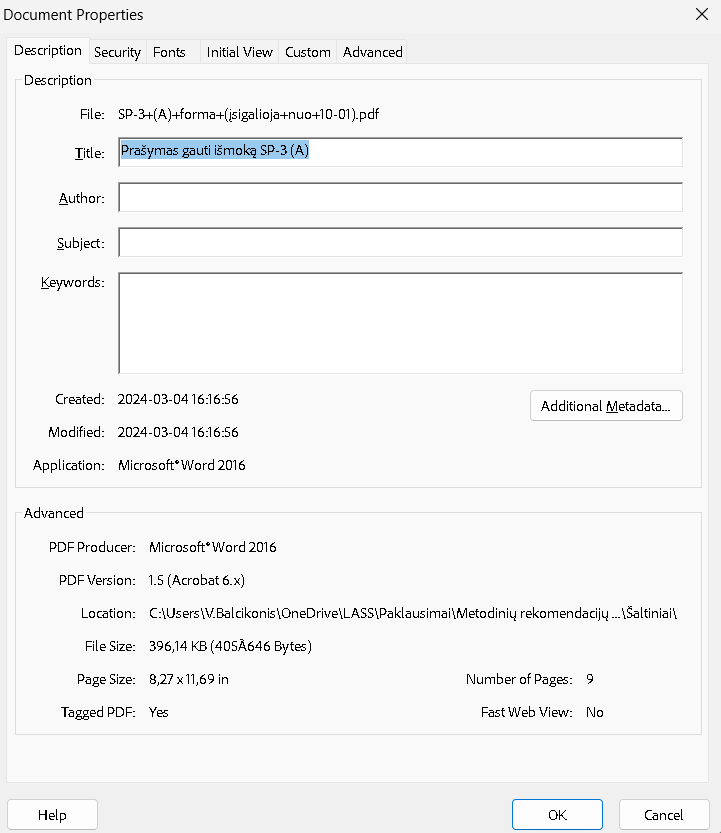 Document Properties
Description Security Fonts Initial View Custom Advanced
Description
File: SP-3+(A)+forma+(įsigalioja+nuo+10-01).pdf
Title: Prašymas gauti išmoką SP-3 (A)
Author:
Subject:
Keywords:
Created: 2024-03-04 16:16:56
Additional Metadata...
Modified: 2024-03-04 16:16:56
Application: Microsoft® Word 2016
Advanced
PDF Producer: Microsoft® Word 2016
PDF Version: 1.5 (Acrobat 6.x)
Location: C:\Users\V.Balcikonis\OneDrive\LASS\Paklausimai\Metodinių rekomendacijų ...\Šaltiniai\
File Size: 396,14 KB (405Â646 Bytes)
Page Size: 8,27 x 11,69 in Number of Pages: 9
Tagged PDF: Yes Fast Web View: No
Help OK Cancel